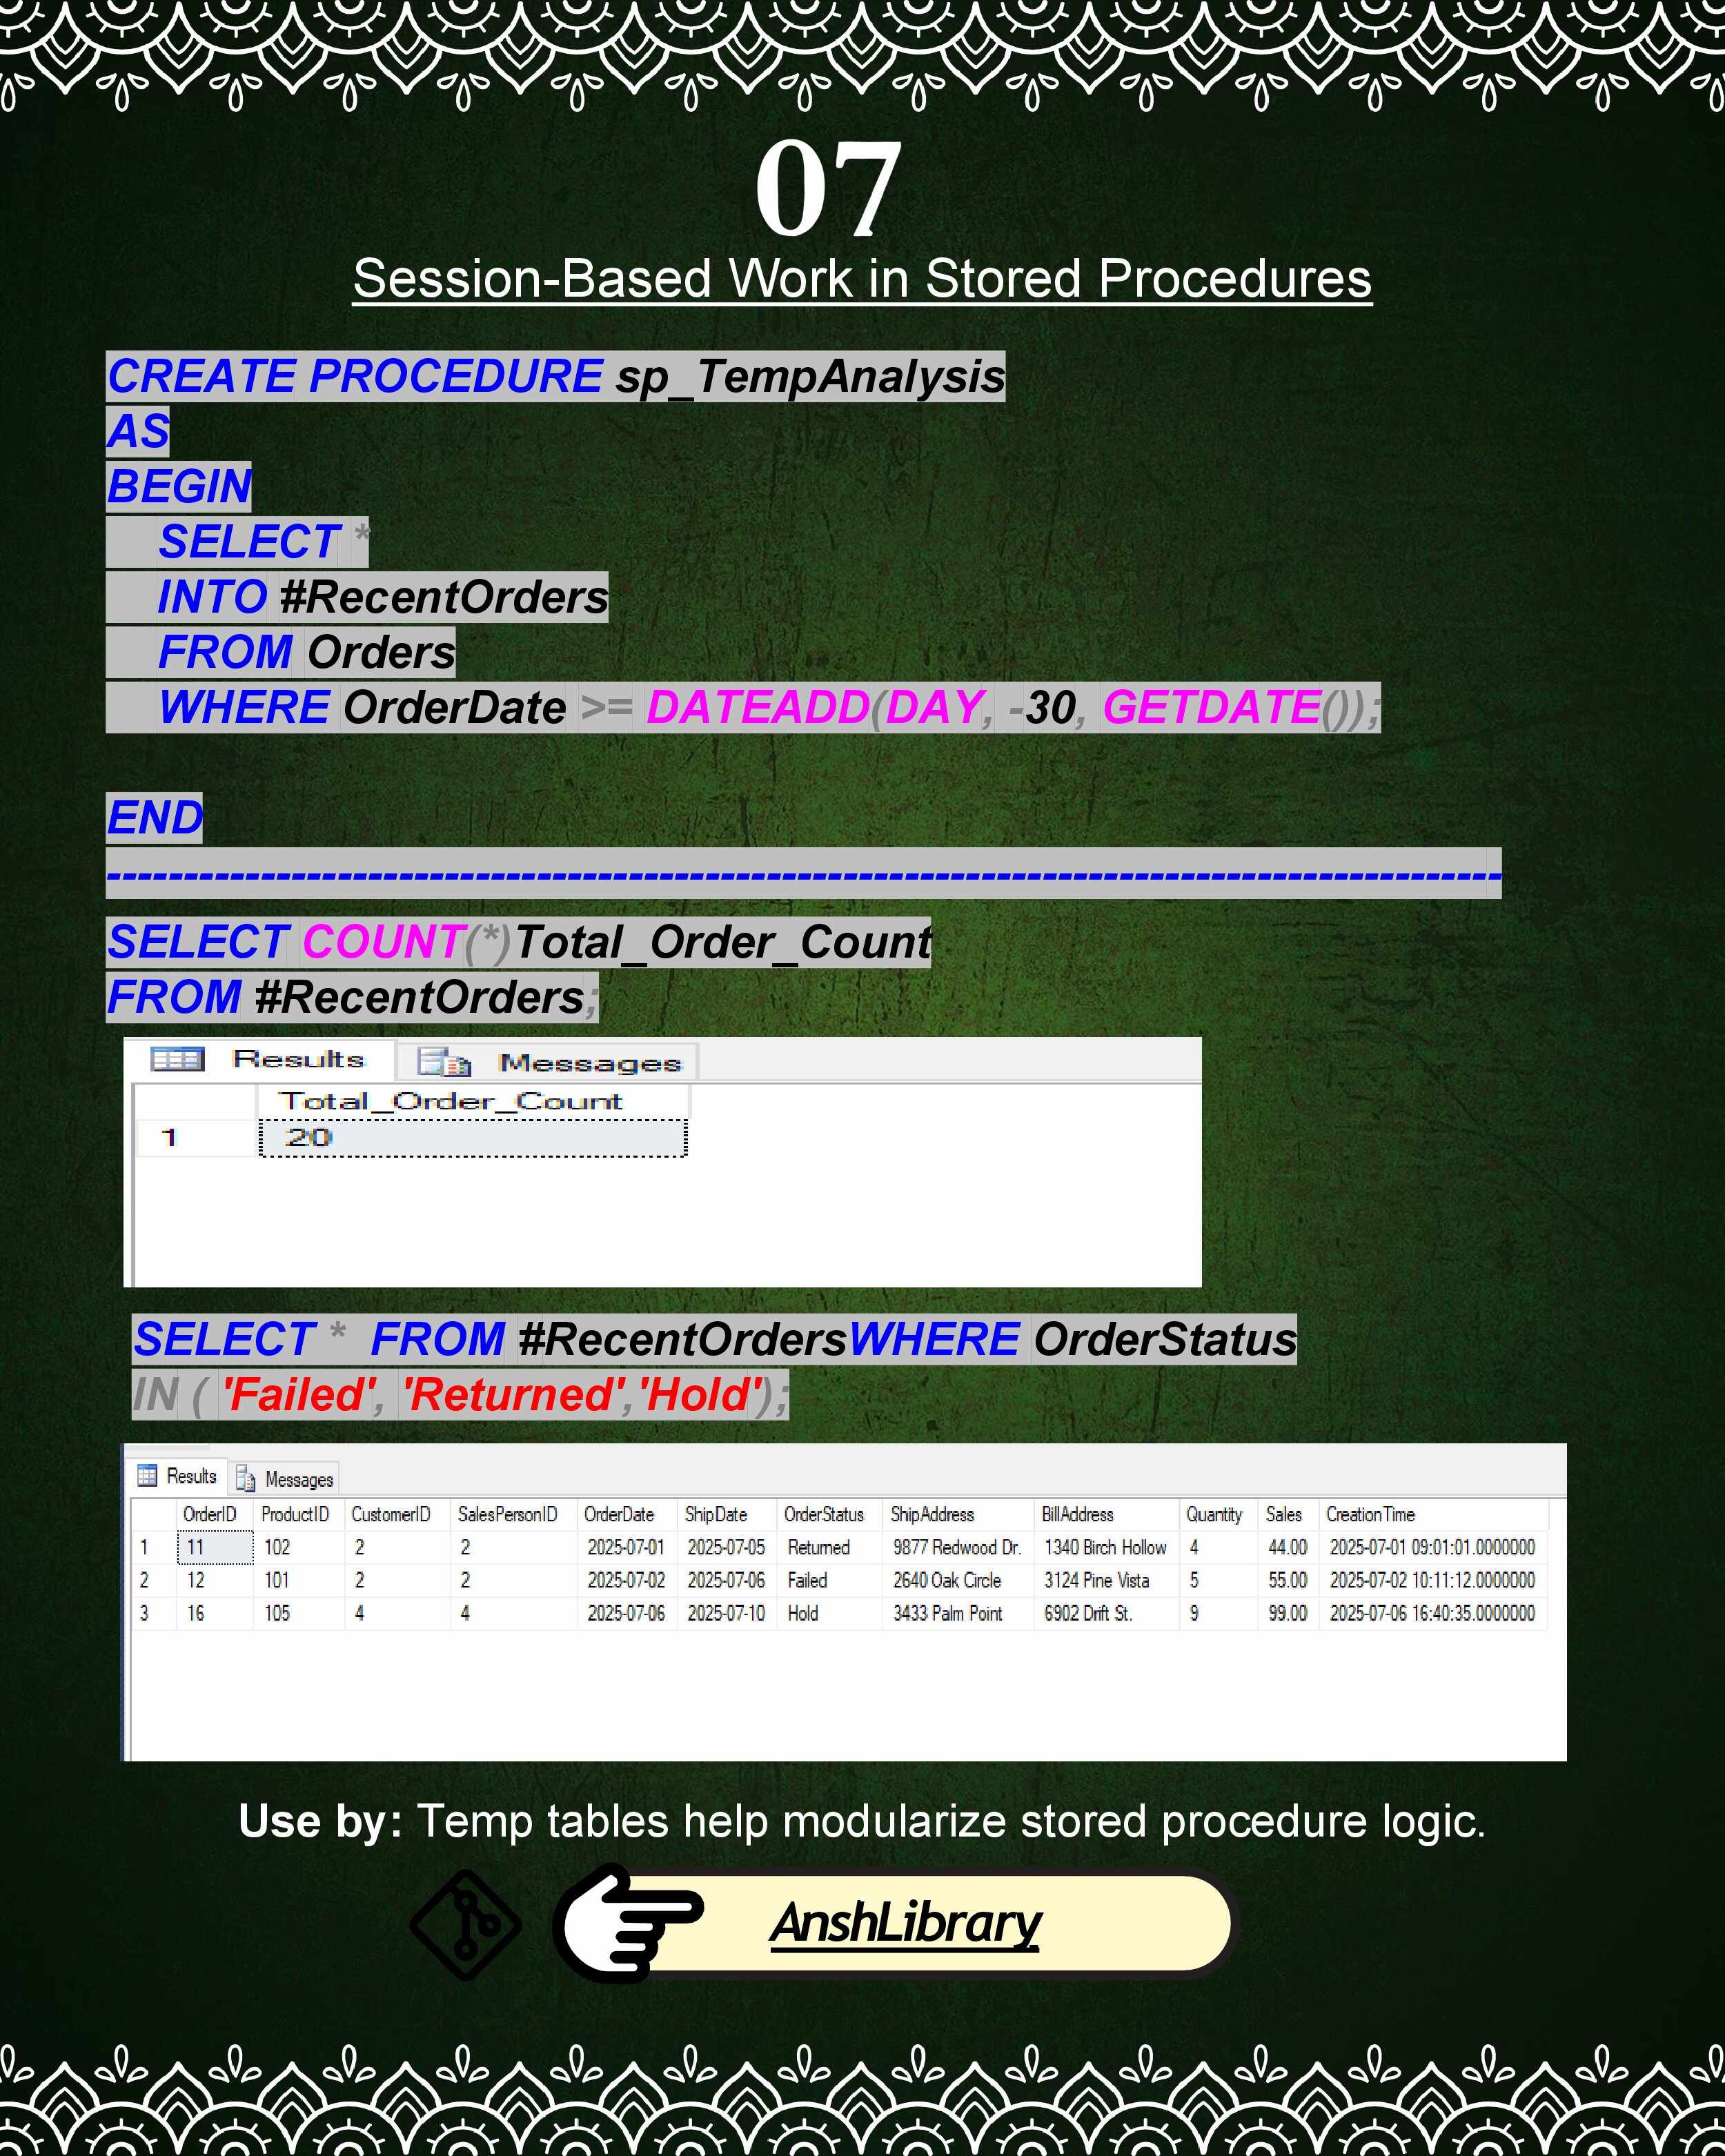 07
Session-Based Work in Stored Procedures
CREATE PROCEDURE sp_TempAnalysis
AS
BEGIN
SELECT *
INTO #RecentOrders
FROM Orders
WHERE OrderDate >= DATEADD(DAY, -30, GETDATE());
END
------------------------------------------------------------------------------------------
SELECT COUNT(*)Total_Order_Count
FROM #RecentOrders;
Results Messages
Total_Order_Count
1 20
SELECT * FROM #RecentOrdersWHERE OrderStatus
IN ( 'Failed', 'Returned','Hold');
Results Messages
OrderID ProductID CustomerID SalesPersonID OrderDate ShipDate OrderStatus ShipAddress BillAddress Quantity Sales CreationTime
1 11 102 2 2 2025-07-01 2025-07-05 Returned 9877 Redwood Dr. 1340 Birch Hollow 4 44.00 2025-07-01 09:01:01.0000000
2 12 101 2 2 2025-07-02 2025-07-06 Failed 2640 Oak Circle 3124 Pine Vista 5 55.00 2025-07-02 10:11:12.0000000
3 16 105 4 4 2025-07-06 2025-07-10 Hold 3433 Palm Point 6902 Drift St. 9 99.00 2025-07-06 16:40:35.0000000
Use by: Temp tables help modularize stored procedure logic.
AnshLibrary